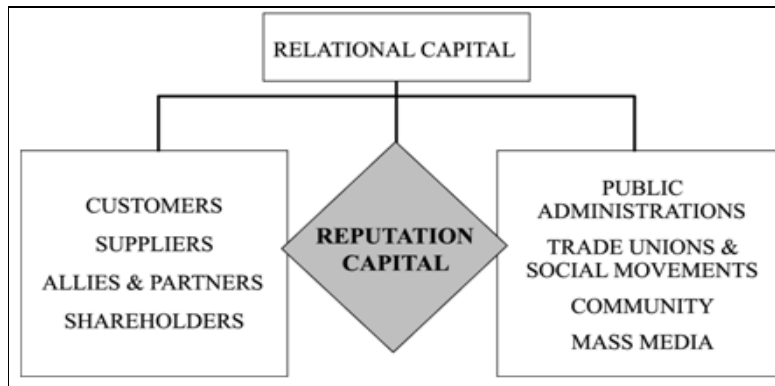 RELATIONAL CAPITAL
CUSTOMERS
SUPPLIERS
ALLIES & PARTNERS
SHAREHOLDERS
REPUTATION
CAPITAL
PUBLIC
ADMINISTRATIONS
TRADE UNIONS &
SOCIAL MOVEMENTS
COMMUNITY
MASS MEDIA